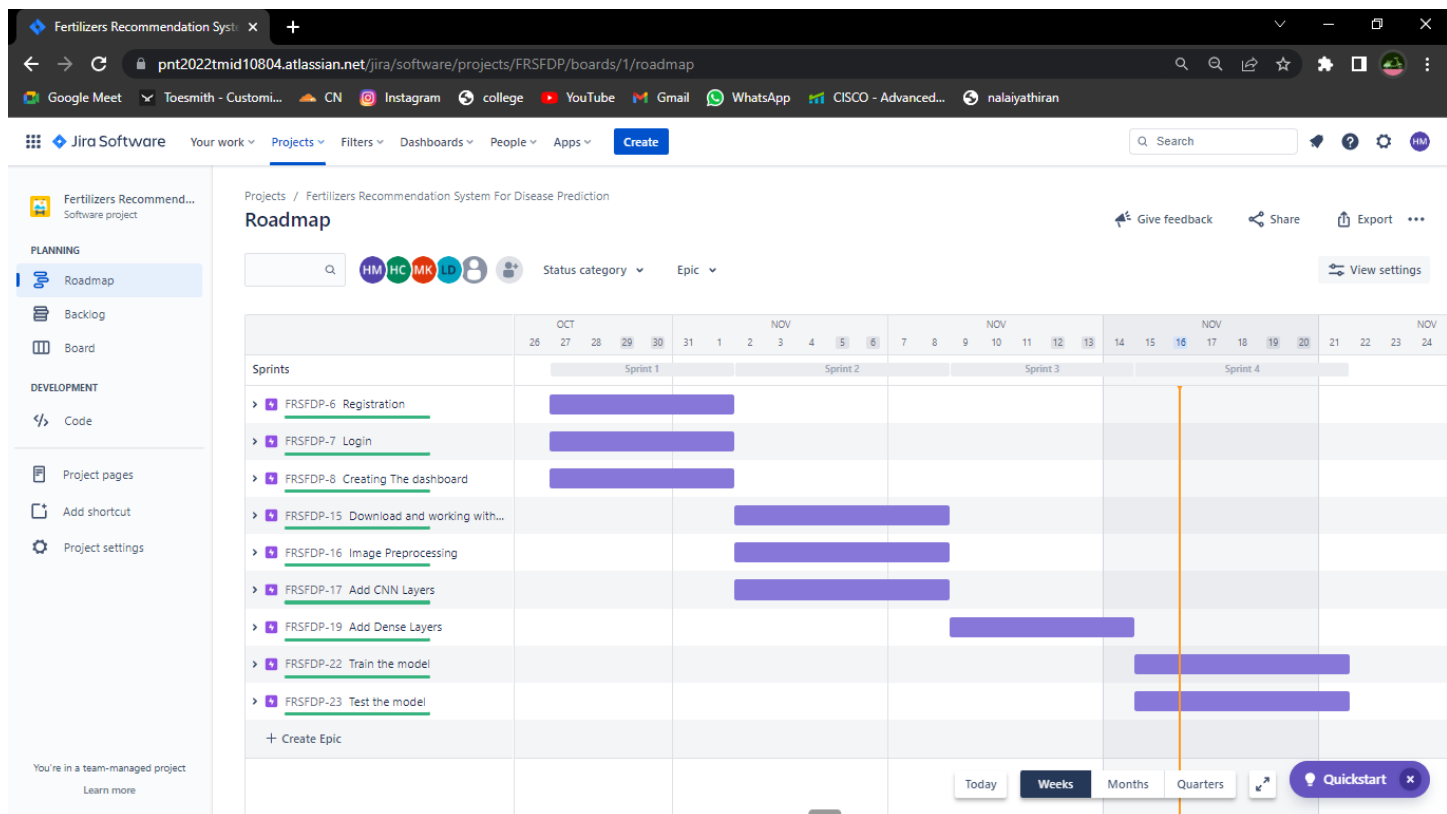 Fertilizers Recommendation Syst
pnt2022tmid10804.atlassian.net/jira/software/projects/FRSFDP/boards/1/roadmap
Google Meet Toesmith - Customi... CN Instagram college YouTube Gmail WhatsApp CISCO - Advanced... nalaiyathiran
Jira Software Your work Projects Filters Dashboards People Apps Create Search HM
Fertilizers Recommend...
Software project
PLANNING
Roadmap
Backlog
Board
DEVELOPMENT
Code
Project pages
Add shortcut
Project settings
You're in a team-managed project
Learn more
Projects / Fertilizers Recommendation System For Disease Prediction
Roadmap
Give feedback Share Export
HM HC MK LD Status category Epic View settings
OCT NOV NOV NOV NOV
26 27 28 29 30 31 1 2 3 4 5 6 7 8 9 10 11 12 13 14 15 16 17 18 19 20 21 22 23 24
Sprints Sprint 1 Sprint 2 Sprint 3 Sprint 4
FRSFDP-6 Registration
FRSFDP-7 Login
FRSFDP-8 Creating The dashboard
FRSFDP-15 Download and working with...
FRSFDP-16 Image Preprocessing
FRSFDP-17 Add CNN Layers
FRSFDP-19 Add Dense Layers
FRSFDP-22 Train the model
FRSFDP-23 Test the model
+ Create Epic
Today Weeks Months Quarters Quickstart